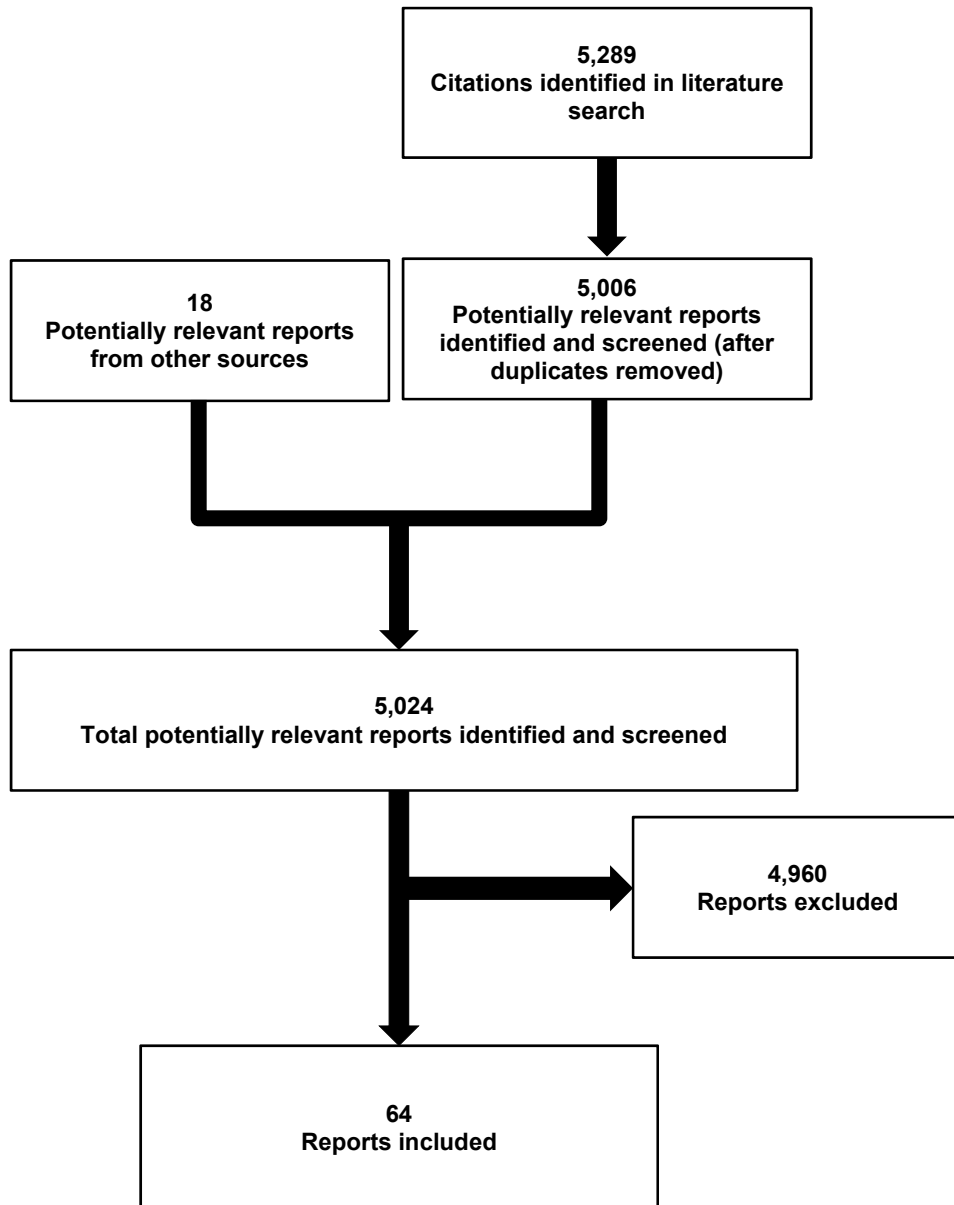 5,289
Citations identified in literature
search
18
Potentially relevant reports
from other sources
5,006
Potentially relevant reports
identified and screened (after
duplicates removed)
5,024
Total potentially relevant reports identified and screened
4,960
Reports excluded
64
Reports included